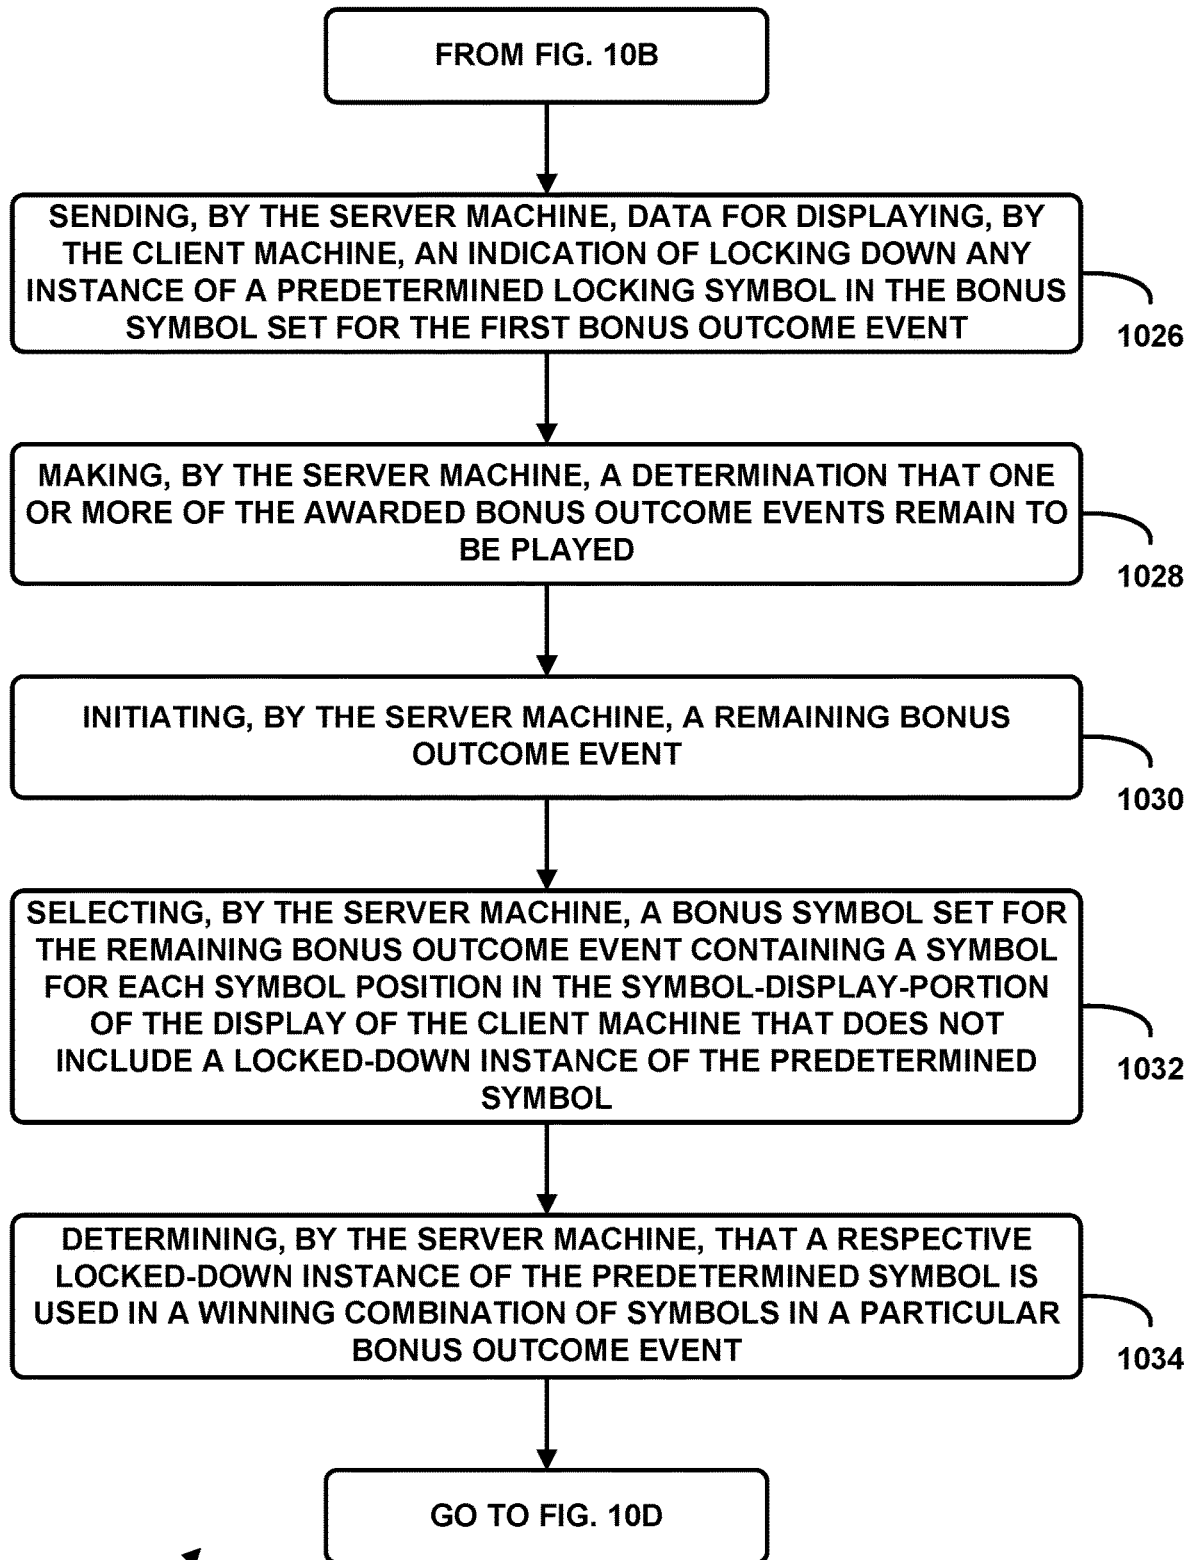 FROM FIG. 10B
SENDING, BY THE SERVER MACHINE, DATA FOR DISPLAYING, BY
THE CLIENT MACHINE, AN INDICATION OF LOCKING DOWN ANY
INSTANCE OF A PREDETERMINED LOCKING SYMBOL IN THE BONUS
SYMBOL SET FOR THE FIRST BONUS OUTCOME EVENT
1026
MAKING, BY THE SERVER MACHINE, A DETERMINATION THAT ONE
OR MORE OF THE AWARDED BONUS OUTCOME EVENTS REMAIN TO
BE PLAYED
1028
INITIATING, BY THE SERVER MACHINE, A REMAINING BONUS
OUTCOME EVENT
1030
SELECTING, BY THE SERVER MACHINE, A BONUS SYMBOL SET FOR
THE REMAINING BONUS OUTCOME EVENT CONTAINING A SYMBOL
FOR EACH SYMBOL POSITION IN THE SYMBOL-DISPLAY-PORTION
OF THE DISPLAY OF THE CLIENT MACHINE THAT DOES NOT
INCLUDE A LOCKED-DOWN INSTANCE OF THE PREDETERMINED
SYMBOL
1032
DETERMINING, BY THE SERVER MACHINE, THAT A RESPECTIVE
LOCKED-DOWN INSTANCE OF THE PREDETERMINED SYMBOL IS
USED IN A WINNING COMBINATION OF SYMBOLS IN A PARTICULAR
BONUS OUTCOME EVENT
1034
GO TO FIG. 10D